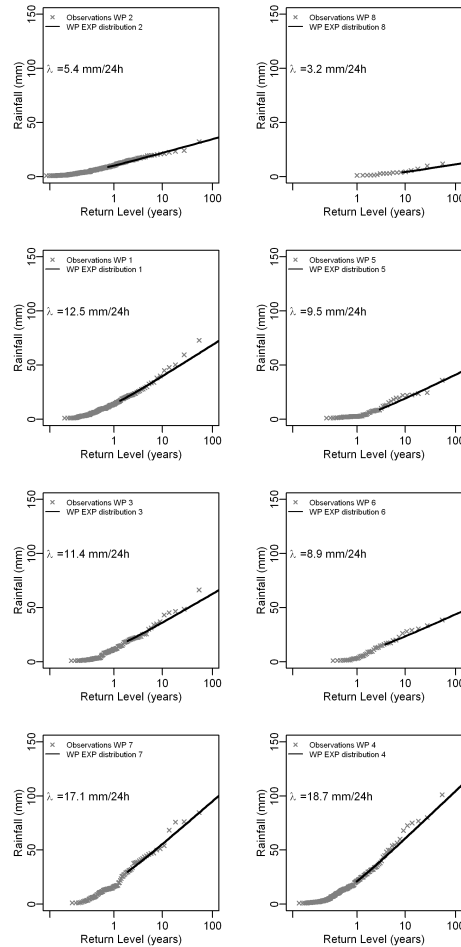 Observations WP 2
WP EXP distribution 2
λ̂ =5.4 mm/24h
Rainfall (mm)
0 50 100 150
1 10 100
Return Level (years)
Observations WP 8
WP EXP distribution 8
λ̂ =3.2 mm/24h
Rainfall (mm)
0 50 100 150
1 10 100
Return Level (years)
Observations WP 1
WP EXP distribution 1
λ̂ =12.5 mm/24h
Rainfall (mm)
0 50 100 150
1 10 100
Return Level (years)
Observations WP 5
WP EXP distribution 5
λ̂ =9.5 mm/24h
Rainfall (mm)
0 50 100 150
1 10 100
Return Level (years)
Observations WP 3
WP EXP distribution 3
λ̂ =11.4 mm/24h
Rainfall (mm)
0 50 100 150
1 10 100
Return Level (years)
Observations WP 6
WP EXP distribution 6
λ̂ =8.9 mm/24h
Rainfall (mm)
0 50 100 150
1 10 100
Return Level (years)
Observations WP 7
WP EXP distribution 7
λ̂ =17.1 mm/24h
Rainfall (mm)
0 50 100 150
1 10 100
Return Level (years)
Observations WP 4
WP EXP distribution 4
λ̂ =18.7 mm/24h
Rainfall (mm)
0 50 100 150
1 10 100
Return Level (years)